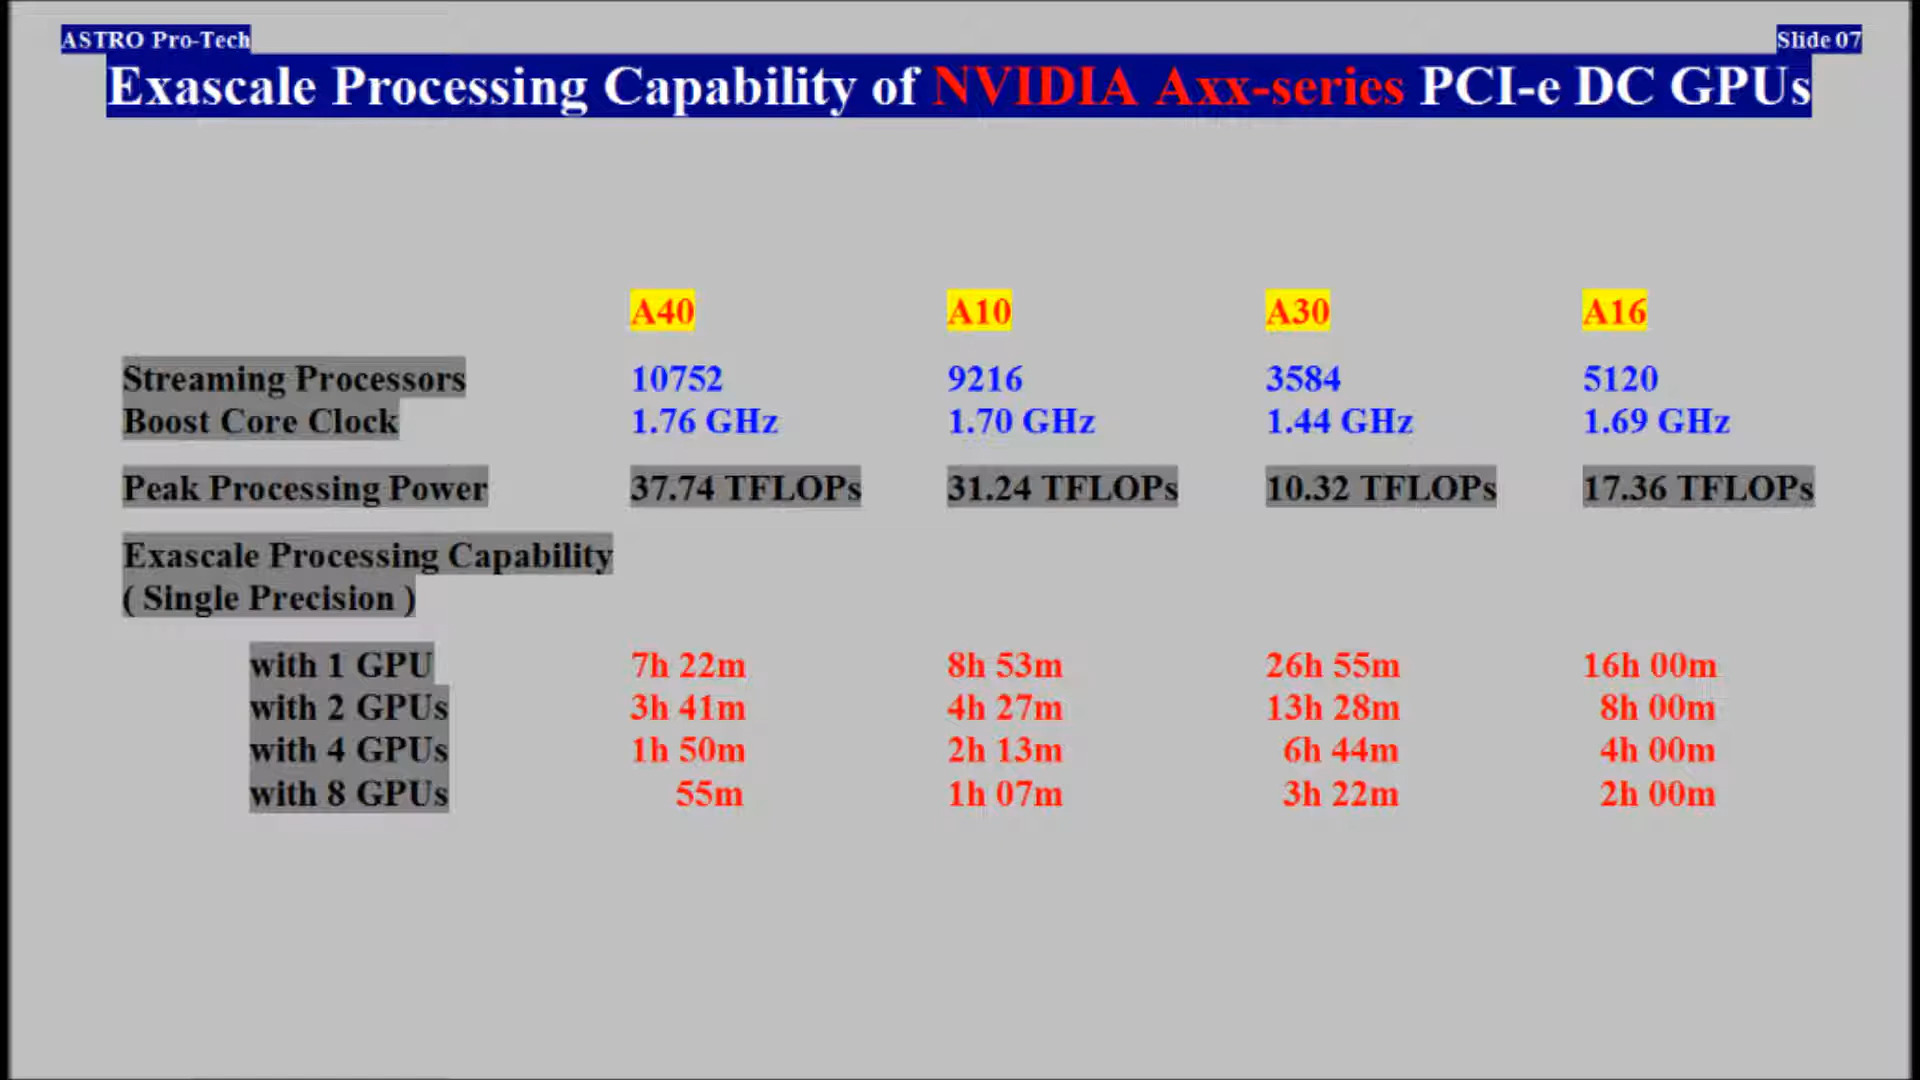 ASTRO Pro-Tech Slide 07
Exascale Processing Capability of NVIDIA Axx-series PCI-e DC GPUs
A40 A10 A30 A16
Streaming Processors 10752 9216 3584 5120
Boost Core Clock 1.76 GHz 1.70 GHz 1.44 GHz 1.69 GHz
Peak Processing Power 37.74 TFLOPs 31.24 TFLOPs 10.32 TFLOPs 17.36 TFLOPs
Exascale Processing Capability
( Single Precision )
with 1 GPU 7h 22m 8h 53m 26h 55m 16h 00m
with 2 GPUs 3h 41m 4h 27m 13h 28m 8h 00m
with 4 GPUs 1h 50m 2h 13m 6h 44m 4h 00m
with 8 GPUs 55m 1h 07m 3h 22m 2h 00m